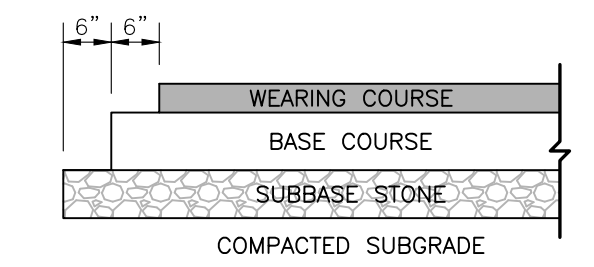 6” 6”
WEARING COURSE
BASE COURSE
SUBBASE STONE
COMPACTED SUBGRADE